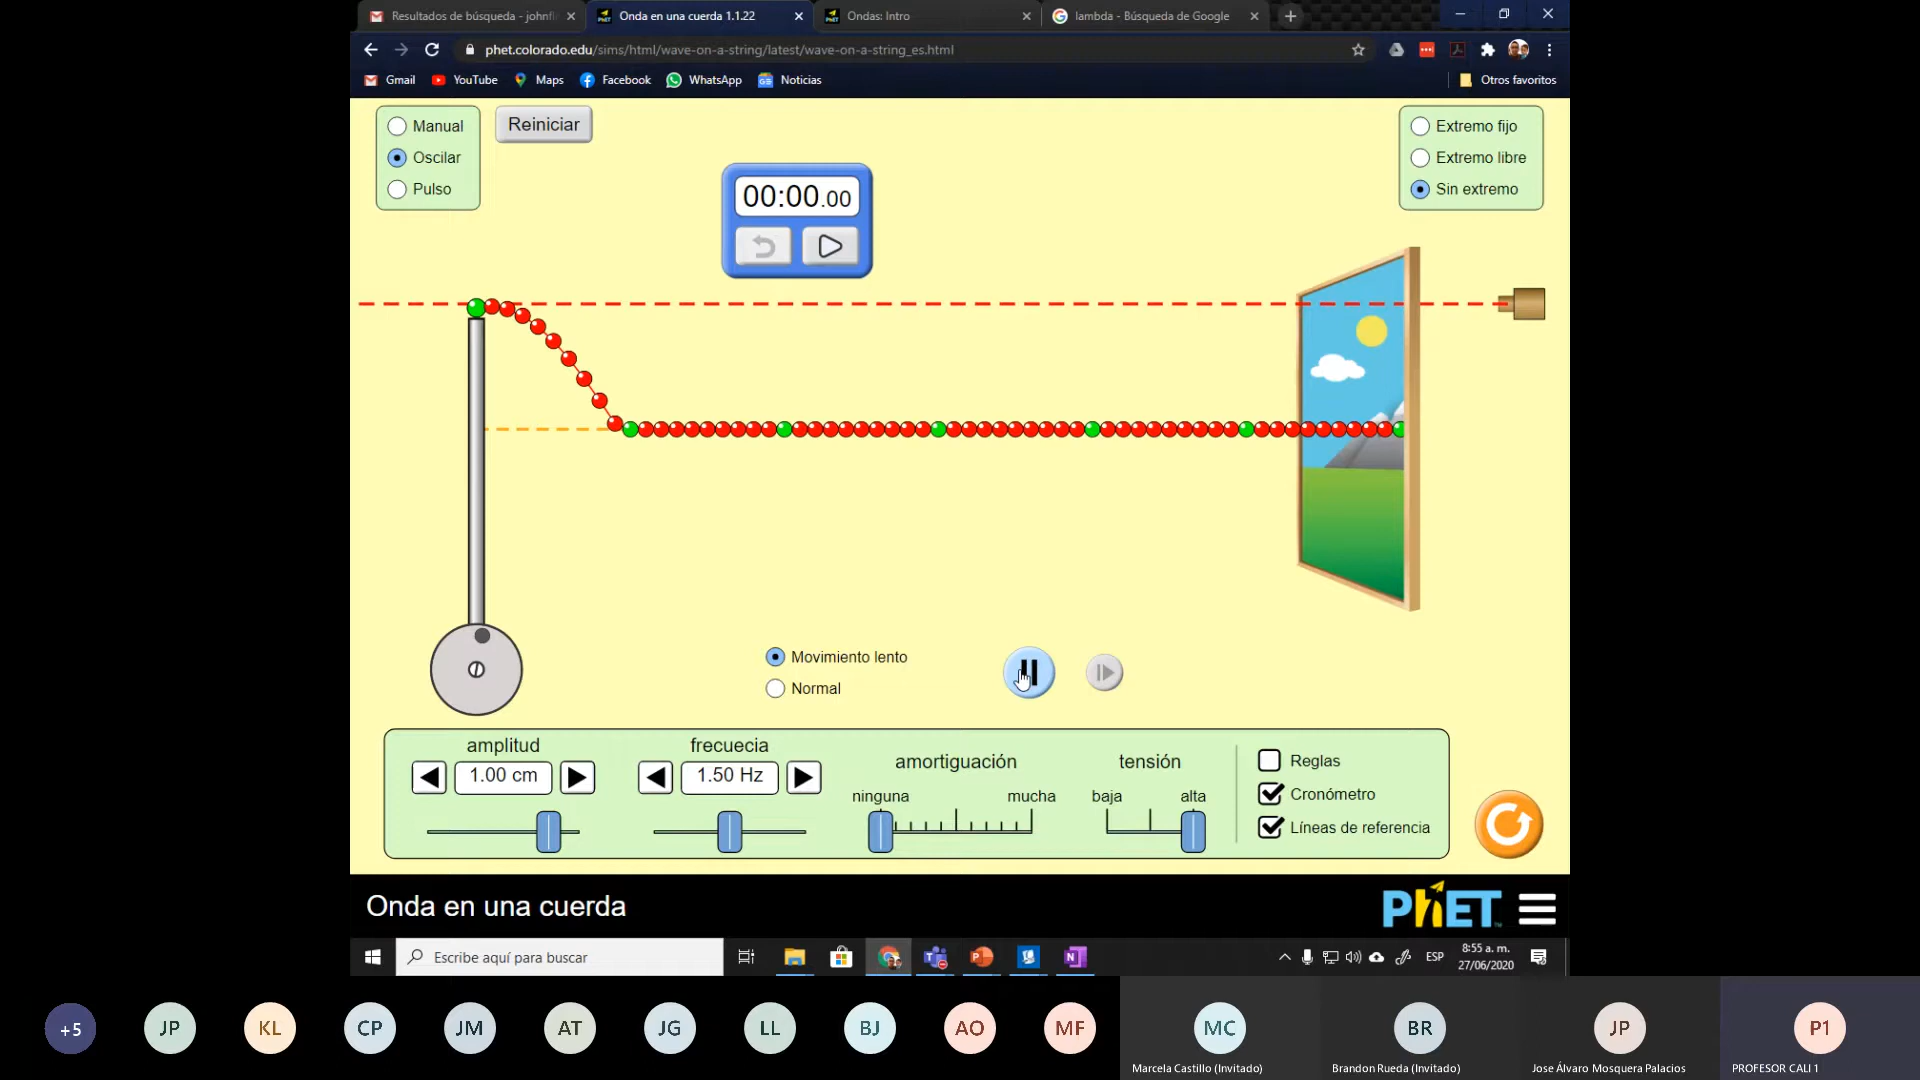 Resultados de búsqueda - johnfl
Onda en una cuerda 1.1.22
Ondas: Intro
lambda - Búsqueda de Google
phet.colorado.edu/sims/html/wave-on-a-string/latest/wave-on-a-string_es.html
Gmail
YouTube
Maps
Facebook
WhatsApp
Noticias
Otros favoritos
Manual
Oscilar
Pulso
Reiniciar
00:00.00
Extremo fijo
Extremo libre
Sin extremo
Movimiento lento
Normal
amplitud
1.00 cm
frecuecia
1.50 Hz
amortiguación
ninguna
mucha
tensión
baja
alta
Reglas
Cronómetro
Líneas de referencia
Onda en una cuerda
PhET
Escribe aquí para buscar
ESP
8:55 a. m.
27/06/2020
+5
JP
KL
CP
JM
AT
JG
LL
BJ
AO
MF
MC
Marcela Castillo (Invitado)
BR
Brandon Rueda (Invitado)
JP
Jose Álvaro Mosquera Palacios
P1
PROFESOR CALI 1